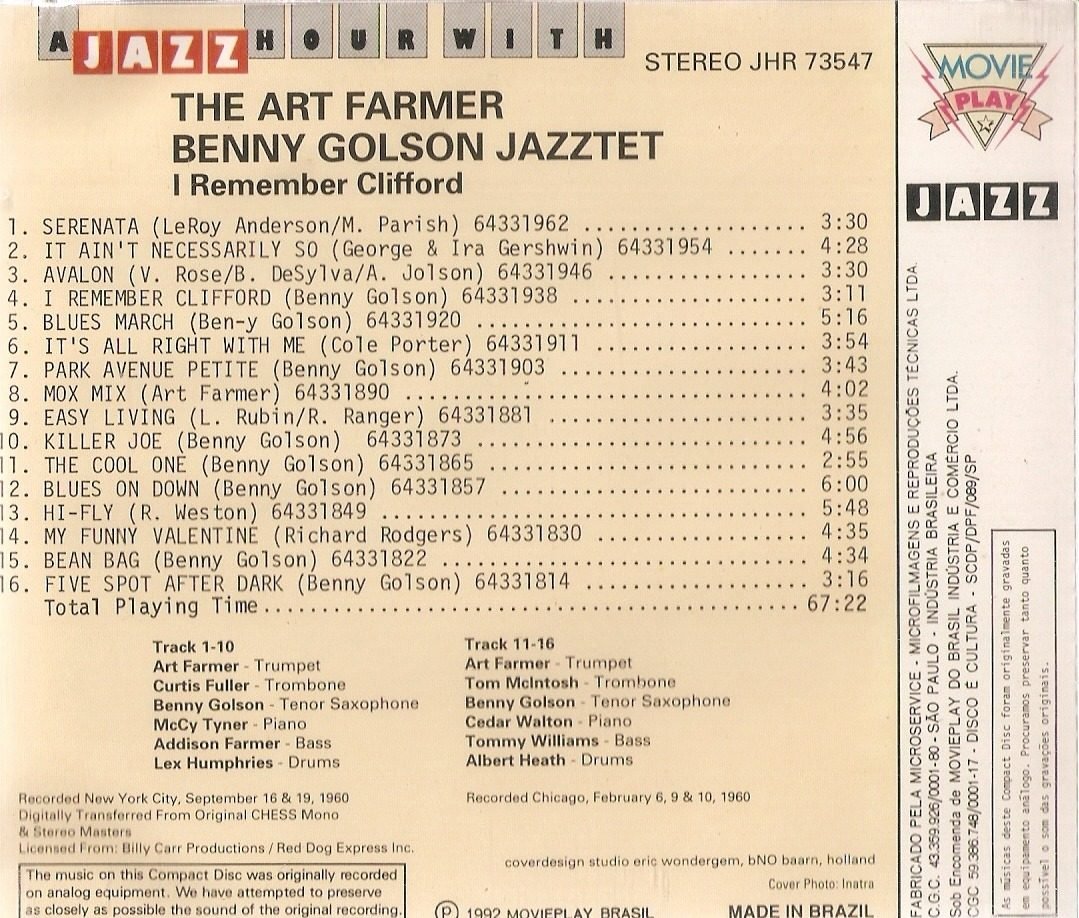 A JAZZ HOUR WITH
STEREO JHR 73547
THE ART FARMER
BENNY GOLSON JAZZTET
I Remember Clifford
1. SERENATA (LeRoy Anderson/M. Parish) 64331962 ................... 3:30
2. IT AIN'T NECESSARILY SO (George & Ira Gershwin) 64331954 ....... 4:28
3. AVALON (V. Rose/B. DeSylva/A. Jolson) 64331946 ................. 3:30
4. I REMEMBER CLIFFORD (Benny Golson) 64331938 .................... 3:11
5. BLUES MARCH (Ben-y Golson) 64331920 ............................ 5:16
6. IT'S ALL RIGHT WITH ME (Cole Porter) 64331911 .................. 3:54
7. PARK AVENUE PETITE (Benny Golson) 64331903 ..................... 3:43
8. MOX MIX (Art Farmer) 64331890 .................................. 4:02
9. EASY LIVING (L. Rubin/R. Ranger) 64331881 ...................... 3:35
10. KILLER JOE (Benny Golson) 64331873 ............................ 4:56
11. THE COOL ONE (Benny Golson) 64331865 .......................... 2:55
12. BLUES ON DOWN (Benny Golson) 64331857 ......................... 6:00
13. HI-FLY (R. Weston) 64331849 ................................... 5:48
14. MY FUNNY VALENTINE (Richard Rodgers) 64331830 ................. 4:35
15. BEAN BAG (Benny Golson) 64331822 .............................. 4:34
16. FIVE SPOT AFTER DARK (Benny Golson) 64331814 .................. 3:16
Total Playing Time............................................. 67:22
Track 1-10
Art Farmer - Trumpet
Curtis Fuller - Trombone
Benny Golson - Tenor Saxophone
McCy Tyner - Piano
Addison Farmer - Bass
Lex Humphries - Drums
Track 11-16
Art Farmer - Trumpet
Tom McIntosh - Trombone
Benny Golson - Tenor Saxophone
Cedar Walton - Piano
Tommy Williams - Bass
Albert Heath - Drums
Recorded New York City, September 16 & 19, 1960
Digitally Transferred From Original CHESS Mono
& Stereo Masters
Licensed From: Billy Carr Productions / Red Dog Express Inc.
Recorded Chicago, February 6, 9 & 10, 1960
The music on this Compact Disc was originally recorded
on analog equipment. We have attempted to preserve
as closely as possible the sound of the original recording.
coverdesign studio eric wondergem, bNO baarn, holland
Cover Photo: Inatra
℗ 1992 MOVIEPLAY BRASIL
MADE IN BRAZIL
MOVIE
PLAY
JAZZ
FABRICADO PELA MICROSERVICE - MICROFILMAGENS E REPRODUÇÕES TÉCNICAS LTDA.
C.G.C. 43.359.926/0001-80 - SÃO PAULO - INDÚSTRIA BRASILEIRA
Sob Encomenda de MOVIEPLAY DO BRASIL INDÚSTRIA E COMÉRCIO LTDA.
CGC 59.386.748/0001-17 - DISCO E CULTURA - SCDP/DPF/089/SP
As músicas deste Compact Disc foram originalmente gravadas
em equipamento análogo. Procuramos preservar tanto quanto
possível o som das gravações originais.